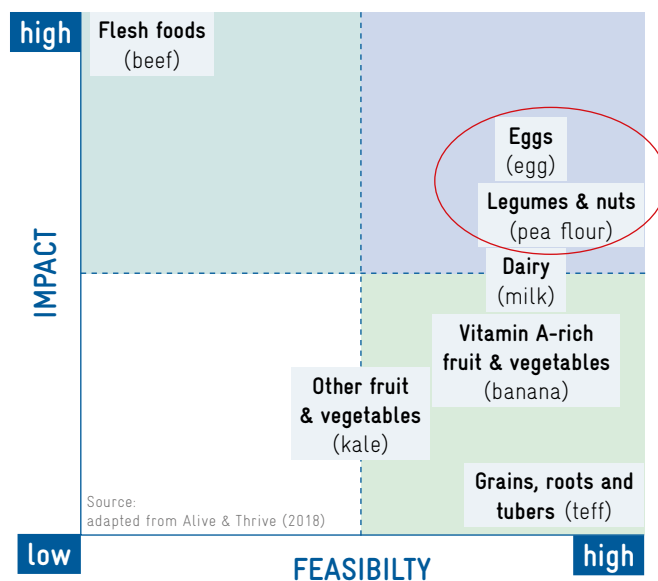 high
Flesh foods
(beef)
Eggs
(egg)
Legumes & nuts
(pea flour)
IMPACT
Dairy
(milk)
Vitamin A-rich
fruit & vegetables
(banana)
Other fruit
& vegetables
(kale)
Grains, roots and
tubers (teff)
Source:
adapted from Alive & Thrive (2018)
low
FEASIBILTY
high